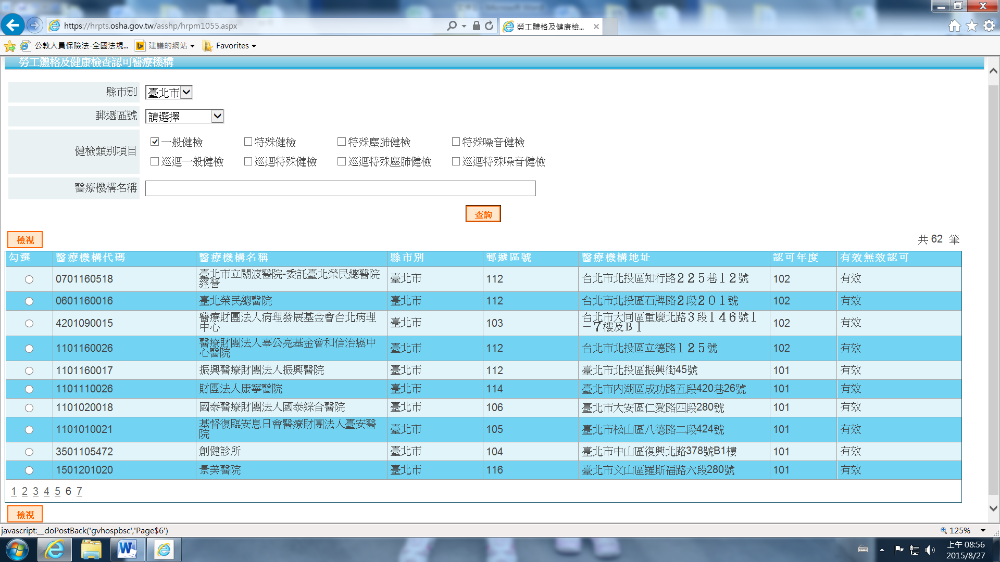 https://hrpts.osha.gov.tw/asshp/hrpm1055.aspx
勞工體格及健康檢...
公教人員保險法-全國法規...
建議的網站
Favorites
勞工體格及健康檢查認可醫療機構
縣市別 臺北市
郵遞區號 請選擇
健檢類別項目
一般健檢 特殊健檢 特殊塵肺健檢 特殊噪音健檢
巡迴一般健檢 巡迴特殊健檢 巡迴特殊塵肺健檢 巡迴特殊噪音健檢
醫療機構名稱
查詢
檢視
共 62 筆
勾選 醫療機構代碼 醫療機構名稱 縣市別 郵遞區號 醫療機構地址 認可年度 有效無效認可
0701160518 臺北市立關渡醫院-委託臺北榮民總醫院經營 臺北市 112 台北市北投區知行路２２５巷１２號 102 有效
0601160016 臺北榮民總醫院 臺北市 112 台北市北投區石牌路２段２０１號 102 有效
4201090015 醫療財團法人病理發展基金會台北病理中心 臺北市 103 台北市大同區重慶北路３段１４６號１－７樓及Ｂ１ 102 有效
1101160026 醫療財團法人辜公亮基金會和信治癌中心醫院 臺北市 112 台北市北投區立德路１２５號 102 有效
1101160017 振興醫療財團法人振興醫院 臺北市 112 臺北市北投區振興街45號 101 有效
1101110026 財團法人康寧醫院 臺北市 114 臺北市內湖區成功路五段420巷26號 101 有效
1101020018 國泰醫療財團法人國泰綜合醫院 臺北市 106 臺北市大安區仁愛路四段280號 101 有效
1101010021 基督復臨安息日會醫療財團法人臺安醫院 臺北市 105 臺北市松山區八德路二段424號 101 有效
3501105472 創健診所 臺北市 104 臺北市中山區復興北路378號B1樓 101 有效
1501201020 景美醫院 臺北市 116 臺北市文山區羅斯福路六段280號 101 有效
1 2 3 4 5 6 7
檢視
javascript:__doPostBack('gvhospbsc','Page$6')
125%
上午 08:56
2015/8/27